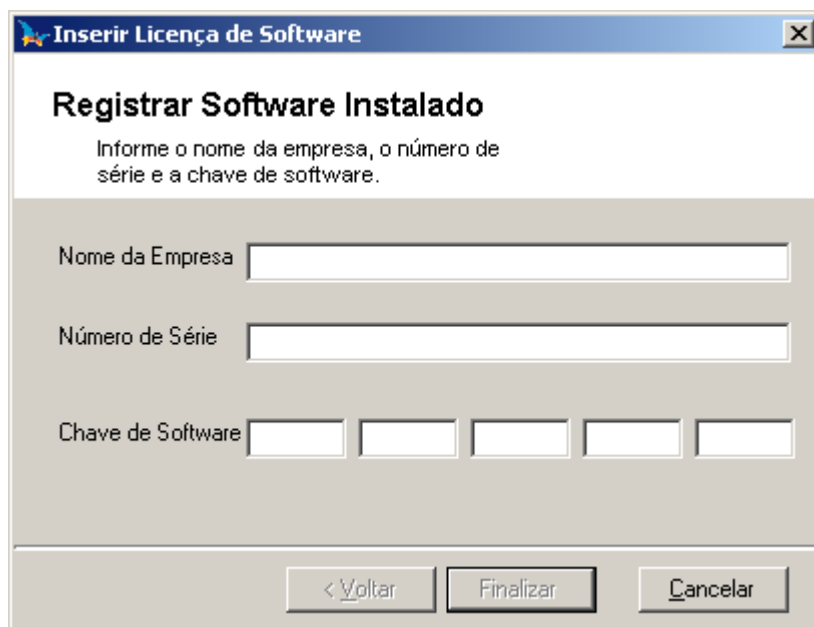 Inserir Licença de Software
Registrar Software Instalado
Informe o nome da empresa, o número de
série e a chave de software.
Nome da Empresa
Número de Série
Chave de Software
< Voltar Finalizar Cancelar